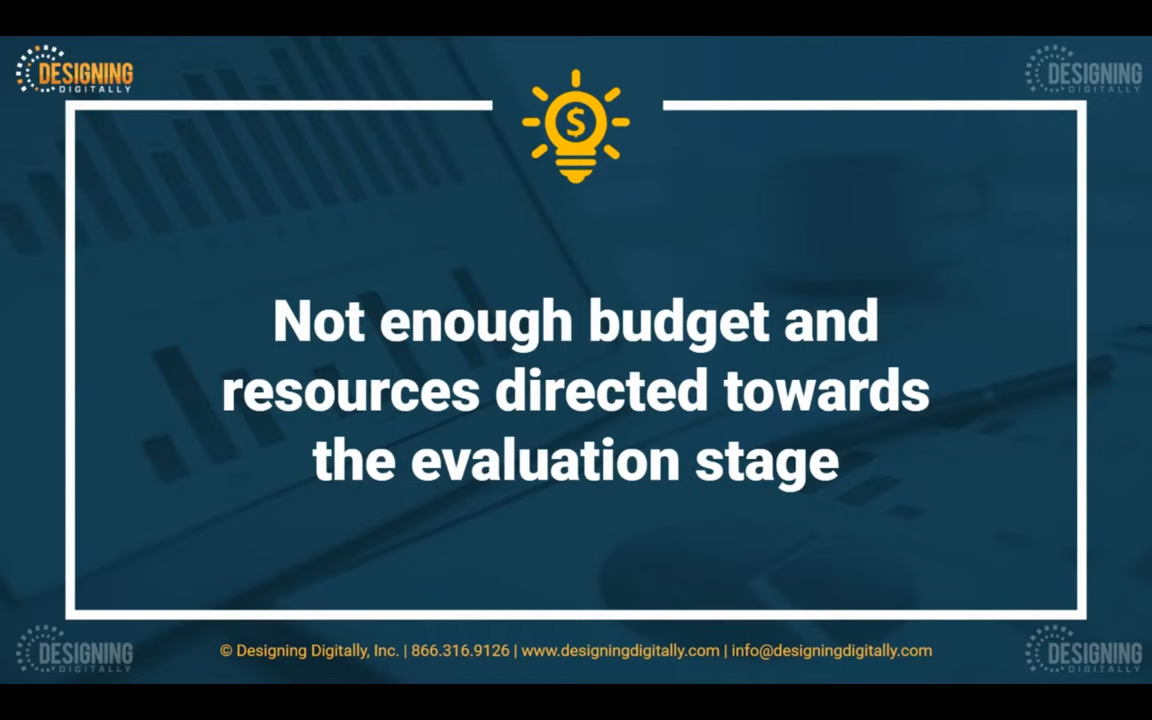 DESIGNING
DIGITALLY
DESIGNING
DIGITALLY
$
Not enough budget and
resources directed towards
the evaluation stage
DESIGNING
DIGITALLY
© Designing Digitally, Inc. | 866.316.9126 | www.designingdigitally.com | info@designingdigitally.com
DESIGNING
DIGITALLY